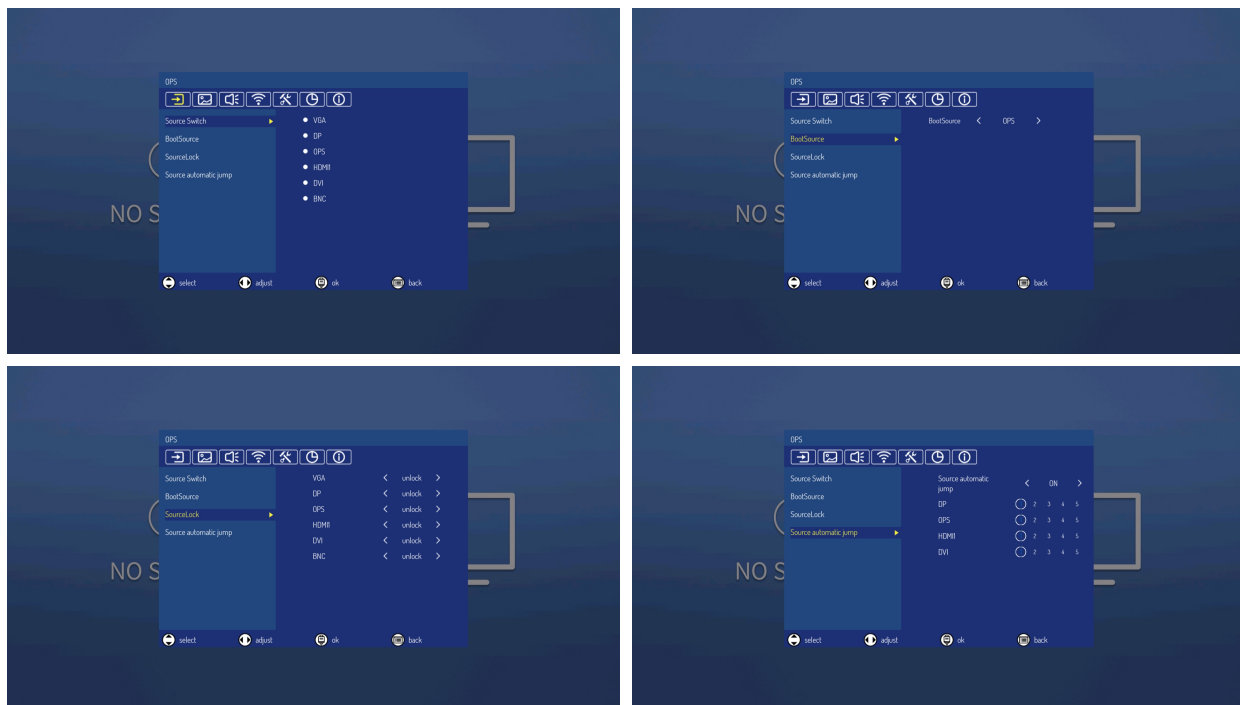 OPS
Source Switch
BootSource
SourceLock
Source automatic jump
VGA
DP
OPS
HDMI1
DVI
BNC
NO S
select adjust ok back
OPS
Source Switch
BootSource
SourceLock
Source automatic jump
BootSource < OPS >
NO S
select adjust ok back
OPS
Source Switch
BootSource
SourceLock
Source automatic jump
VGA < unlock >
DP < unlock >
OPS < unlock >
HDMI1 < unlock >
DVI < unlock >
BNC < unlock >
NO S
select adjust ok back
OPS
Source Switch
BootSource
SourceLock
Source automatic jump
Source automatic
jump < ON >
DP 2 3 4 5
OPS 2 3 4 5
HDMI1 2 3 4 5
DVI 2 3 4 5
NO S
select adjust ok back